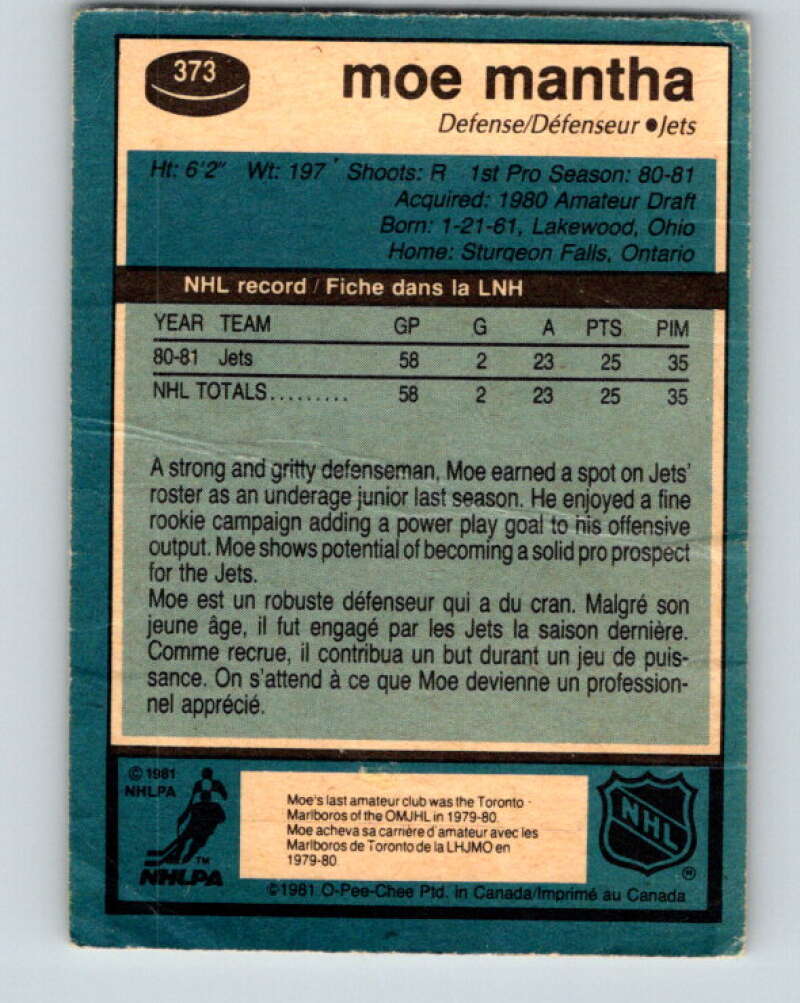 373
moe mantha
Defense/Défenseur ●Jets
Ht: 6'2" Wt: 197 Shoots: R 1st Pro Season: 80-81
Acquired: 1980 Amateur Draft
Born: 1-21-61, Lakewood, Ohio
Home: Sturgeon Falls, Ontario
NHL record / Fiche dans la LNH
YEAR TEAM GP G A PTS PIM
80-81 Jets 58 2 23 25 35
NHL TOTALS......... 58 2 23 25 35
A strong and gritty defenseman, Moe earned a spot on Jets'
roster as an underage junior last season. He enjoyed a fine
rookie campaign adding a power play goal to his offensive
output. Moe shows potential of becoming a solid pro prospect
for the Jets.
Moe est un robuste défenseur qui a du cran. Malgré son
jeune âge, il fut engagé par les Jets la saison dernière.
Comme recrue, il contribua un but durant un jeu de puis-
sance. On s'attend à ce que Moe devienne un profession-
nel apprécié.
© 1981
NHLPA
TM
NHLPA
Moe's last amateur club was the Toronto
Marlboros of the OMJHL in 1979-80
Moe acheva sa carrière d'amateur avec les
Marlboros de Toronto de la LHJMO en
1979-80
NHL
®
©1981 O-Pee-Chee Ptd. in Canada/Imprimé au Canada